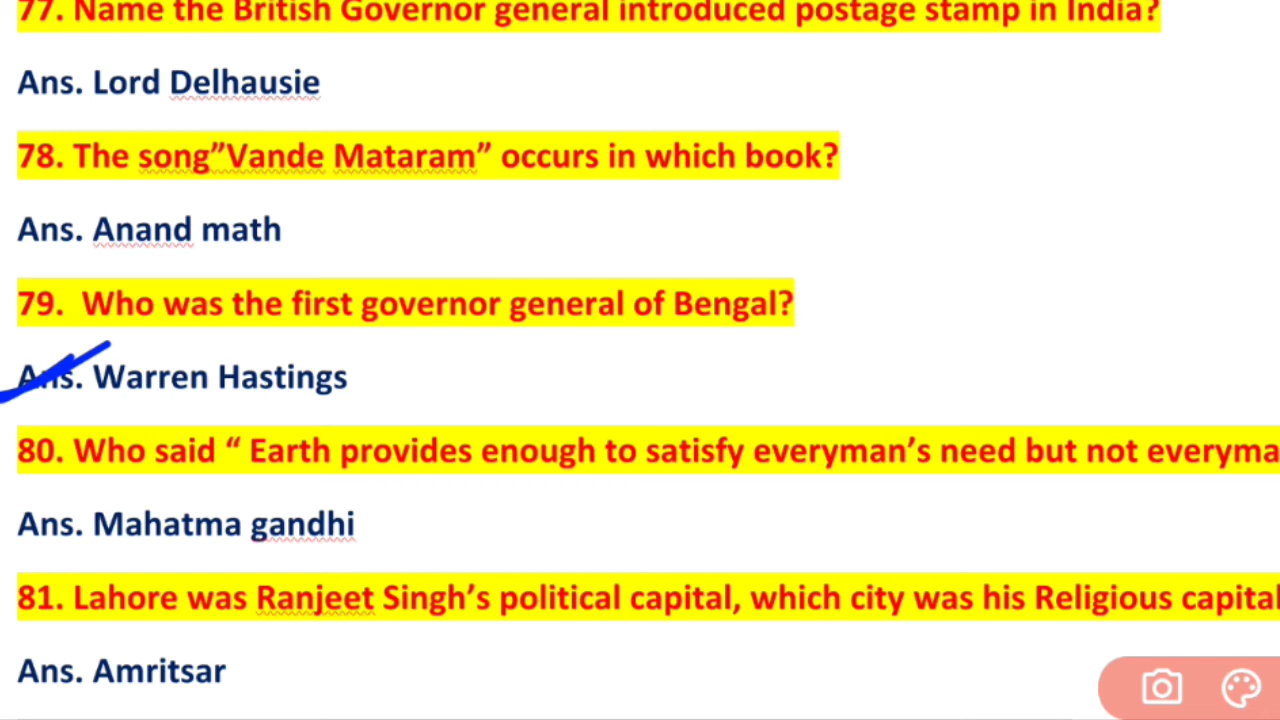 77. Name the British Governor general introduced postage stamp in India?
Ans. Lord Delhausie
78. The song”Vande Mataram” occurs in which book?
Ans. Anand math
79. Who was the first governor general of Bengal?
Ans. Warren Hastings
80. Who said “ Earth provides enough to satisfy everyman’s need but not everyma
Ans. Mahatma gandhi
81. Lahore was Ranjeet Singh’s political capital, which city was his Religious capital
Ans. Amritsar